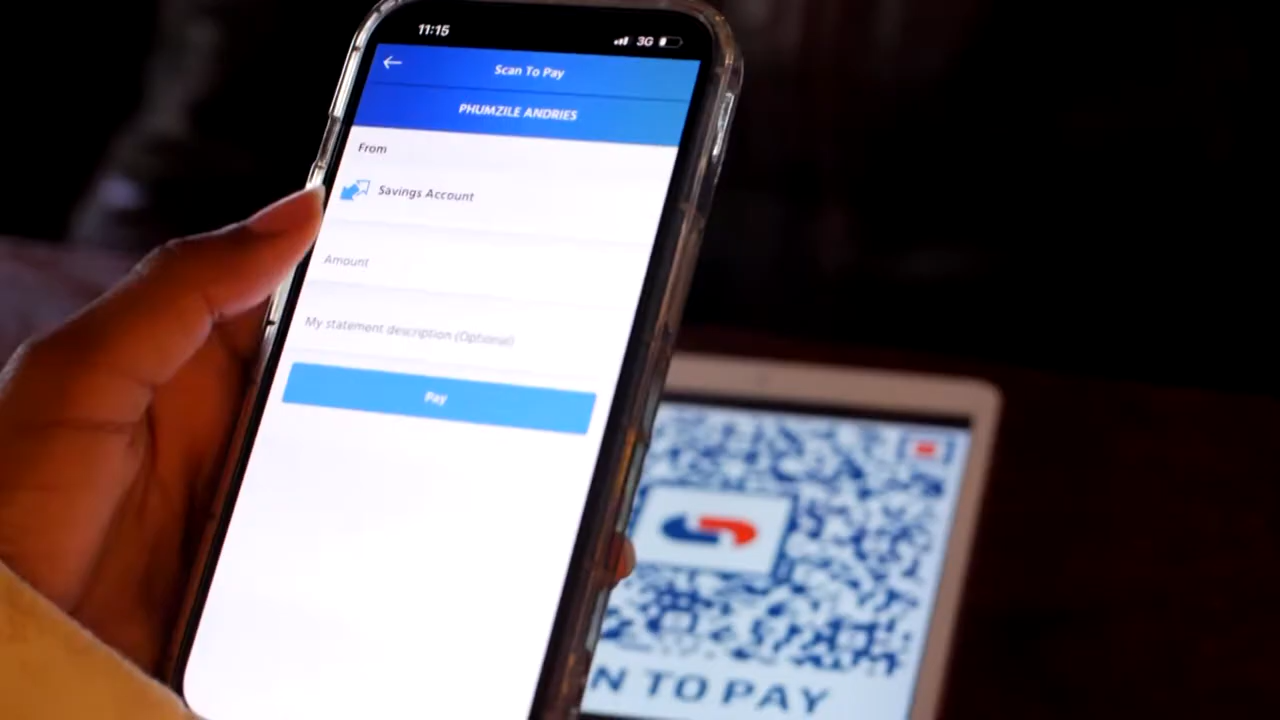 11:15
3G
Scan To Pay
PHUMZILE ANDRIES
From
Savings Account
Amount
My statement description (Optional)
Pay
N TO PAY